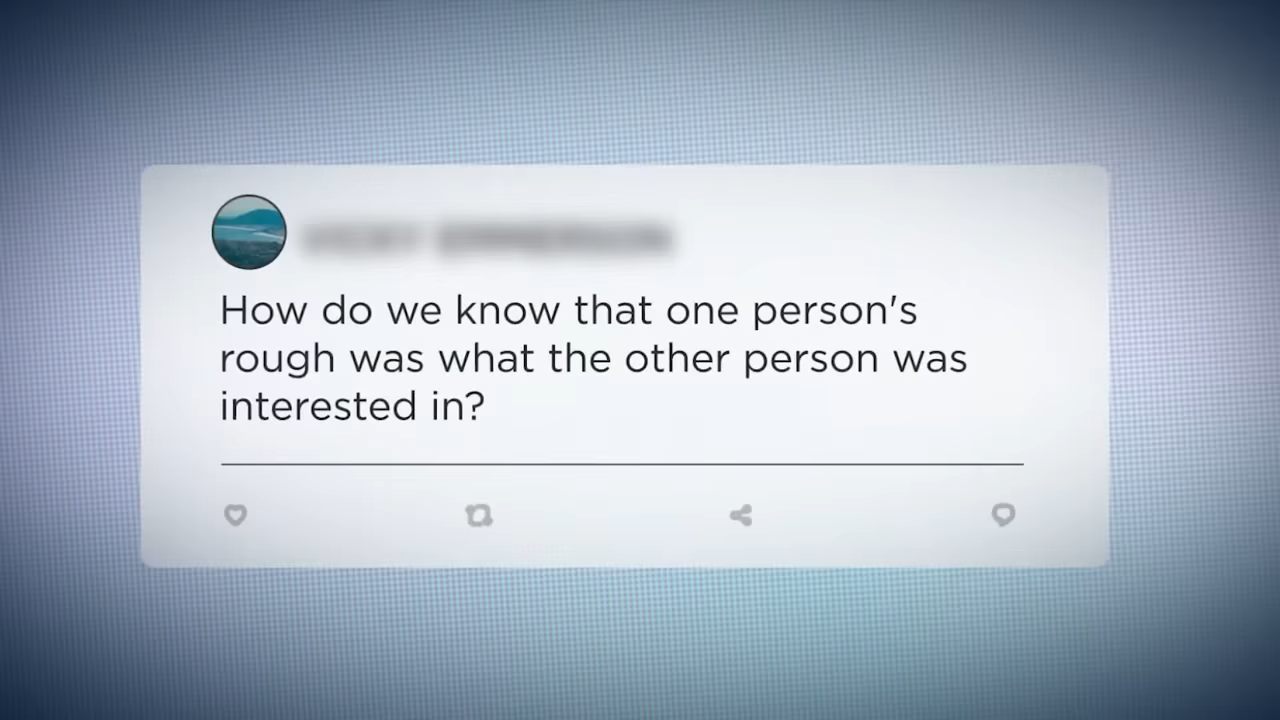 How do we know that one person's
rough was what the other person was
interested in?